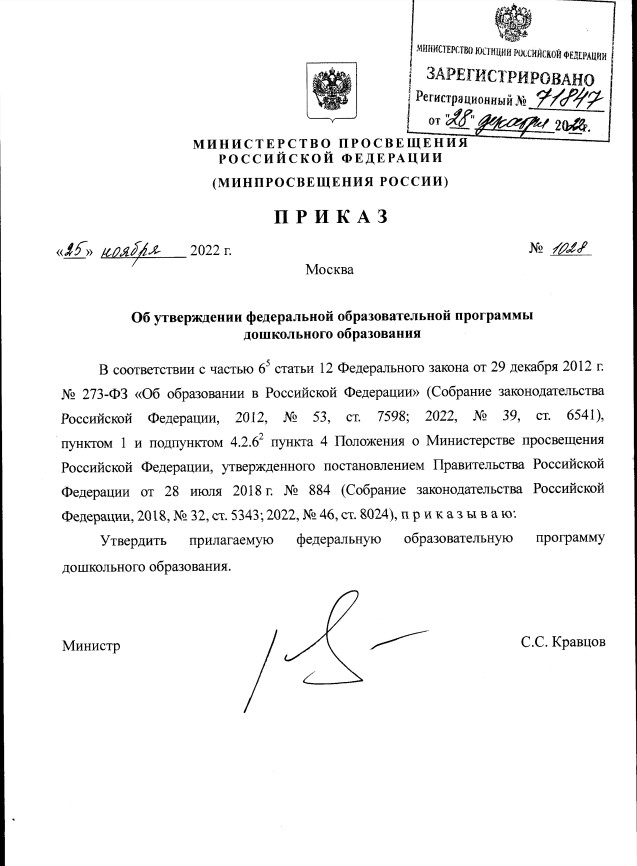 МИНИСТЕРСТВО ЮСТИЦИИ РОССИЙСКОЙ ФЕДЕРАЦИИ
ЗАРЕГИСТРИРОВАНО
Регистрационный № 71847
от "28" декабря 2022г.
МИНИСТЕРСТВО ПРОСВЕЩЕНИЯ
РОССИЙСКОЙ ФЕДЕРАЦИИ
(МИНПРОСВЕЩЕНИЯ РОССИИ)
ПРИКАЗ
«25» ноября 2022 г. № 1028
Москва
Об утверждении федеральной образовательной программы
дошкольного образования
В соответствии с частью 6⁵ статьи 12 Федерального закона от 29 декабря 2012 г.
№ 273-ФЗ «Об образовании в Российской Федерации» (Собрание законодательства
Российской Федерации, 2012, № 53, ст. 7598; 2022, № 39, ст. 6541),
пунктом 1 и подпунктом 4.2.6² пункта 4 Положения о Министерстве просвещения
Российской Федерации, утвержденного постановлением Правительства Российской
Федерации от 28 июля 2018 г. № 884 (Собрание законодательства Российской
Федерации, 2018, № 32, ст. 5343; 2022, № 46, ст. 8024), п р и к а з ы в а ю:
Утвердить прилагаемую федеральную образовательную программу
дошкольного образования.
Министр С.С. Кравцов